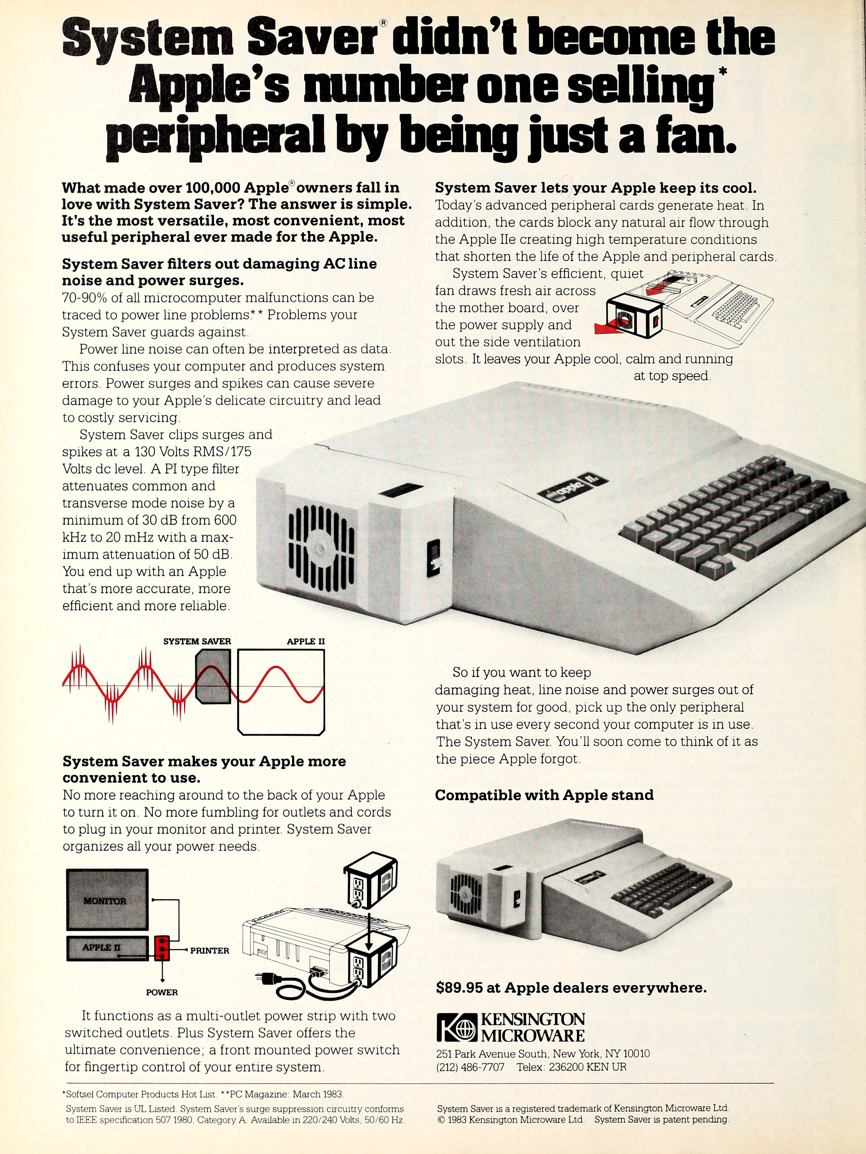 System Saver® didn't become the
Apple's number one selling*
peripheral by being just a fan.
What made over 100,000 Apple® owners fall in
love with System Saver? The answer is simple.
It's the most versatile, most convenient, most
useful peripheral ever made for the Apple.
System Saver filters out damaging AC line
noise and power surges.
70-90% of all microcomputer malfunctions can be
traced to power line problems** Problems your
System Saver guards against.
Power line noise can often be interpreted as data.
This confuses your computer and produces system
errors. Power surges and spikes can cause severe
damage to your Apple's delicate circuitry and lead
to costly servicing.
System Saver clips surges and
spikes at a 130 Volts RMS/175
Volts dc level. A PI type filter
attenuates common and
transverse mode noise by a
minimum of 30 dB from 600
kHz to 20 mHz with a max-
imum attenuation of 50 dB.
You end up with an Apple
that's more accurate, more
efficient and more reliable.
SYSTEM SAVER
APPLE II
System Saver makes your Apple more
convenient to use.
No more reaching around to the back of your Apple
to turn it on. No more fumbling for outlets and cords
to plug in your monitor and printer. System Saver
organizes all your power needs.
MONITOR
APPLE II
PRINTER
POWER
It functions as a multi-outlet power strip with two
switched outlets. Plus System Saver offers the
ultimate convenience; a front mounted power switch
for fingertip control of your entire system.
System Saver lets your Apple keep its cool.
Today's advanced peripheral cards generate heat. In
addition, the cards block any natural air flow through
the Apple IIe creating high temperature conditions
that shorten the life of the Apple and peripheral cards.
System Saver's efficient, quiet
fan draws fresh air across
the mother board, over
the power supply and
out the side ventilation
slots. It leaves your Apple cool, calm and running
at top speed.
apple II
So if you want to keep
damaging heat, line noise and power surges out of
your system for good, pick up the only peripheral
that's in use every second your computer is in use.
The System Saver. You'll soon come to think of it as
the piece Apple forgot.
Compatible with Apple stand
$89.95 at Apple dealers everywhere.
KENSINGTON
MICROWARE
251 Park Avenue South, New York, NY 10010
(212) 486-7707 Telex: 236200 KEN UR
*Softsel Computer Products Hot List. **PC Magazine: March 1983.
System Saver is UL Listed. System Saver's surge suppression circuitry conforms
to IEEE specification 507 1980, Category A. Available in 220/240 Volts, 50/60 Hz.
System Saver is a registered trademark of Kensington Microware Ltd.
© 1983 Kensington Microware Ltd. System Saver is patent pending.